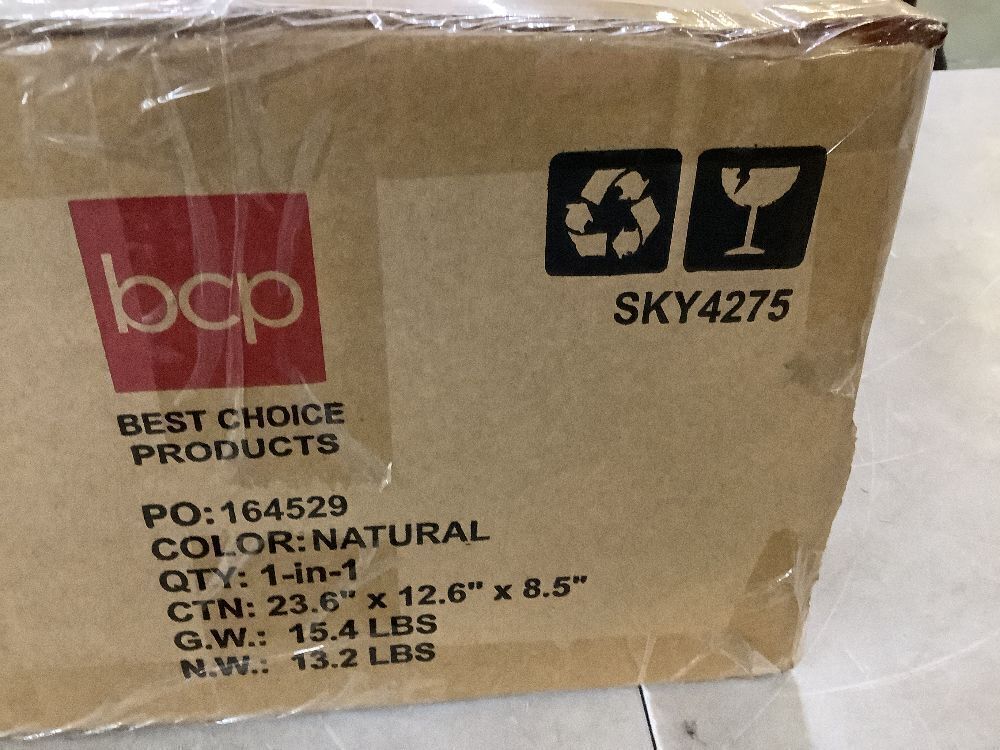 bcp
BEST CHOICE
PRODUCTS
SKY4275
PO: 164529
COLOR: NATURAL
QTY: 1-in-1
CTN: 23.6" x 12.6" x 8.5"
G.W.: 15.4 LBS
N.W.: 13.2 LBS